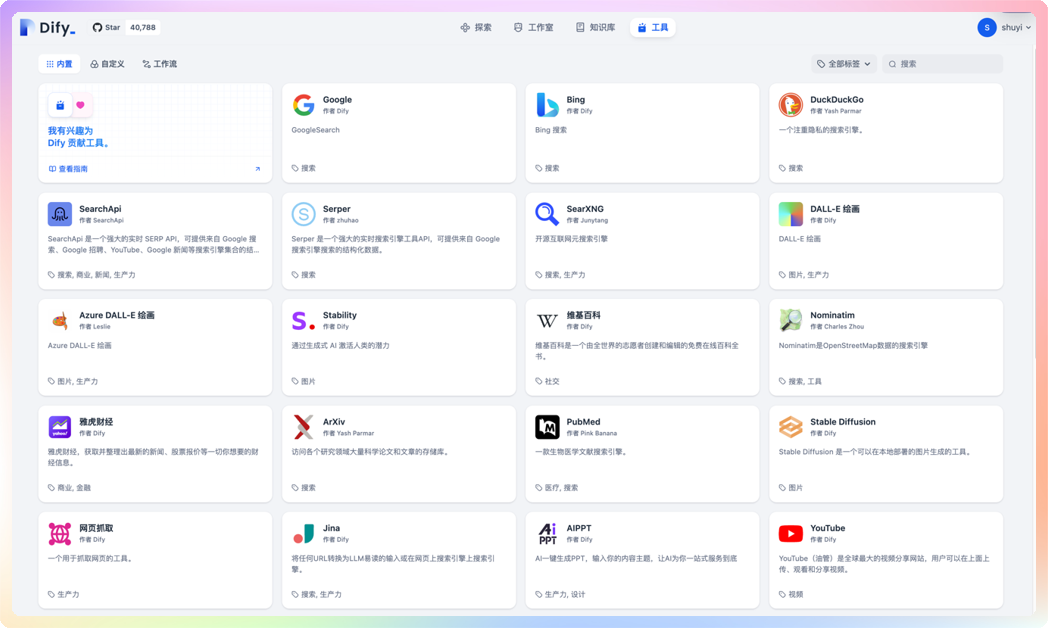 Dify_
Star 40,788
探索
工作室
知识库
工具
S shuyi
内置
自定义
工作流
全部标签
搜索
我有兴趣为
Dify 贡献工具。
查看指南
Google
作者 Dify
GoogleSearch
搜索
Bing
作者 Dify
Bing 搜索
搜索
DuckDuckGo
作者 Yash Parmar
一个注重隐私的搜索引擎。
搜索
SearchApi
作者 SearchApi
SearchApi 是一个强大的实时 SERP API，可提供来自 Google 搜
索、Google 招聘、YouTube、Google 新闻等搜索引擎集合的结...
搜索, 商业, 新闻, 生产力
S
Serper
作者 zhuhao
Serper 是一个强大的实时搜索引擎工具API，可提供来自 Google
搜索引擎搜索的结构化数据。
搜索
SearXNG
作者 Junytang
开源互联网元搜索引擎
搜索, 生产力
DALL-E 绘画
作者 Dify
DALL-E 绘画
图片, 生产力
Azure DALL-E 绘画
作者 Leslie
Azure DALL-E 绘画
图片, 生产力
S.
Stability
作者 Dify
通过生成式 AI 激活人类的潜力
图片
W
维基百科
作者 Dify
维基百科是一个由全世界的志愿者创建和编辑的免费在线百科全
书。
社交
Nominatim
作者 Charles Zhou
Nominatim是OpenStreetMap数据的搜索引擎
搜索, 工具
yahoo!
雅虎财经
作者 Dify
雅虎财经，获取并整理出最新的新闻、股票报价等一切你想要的财
经信息。
商业, 金融
ArXiv
作者 Yash Parmar
访问各个研究领域大量科学论文和文章的存储库。
搜索
PubMed
作者 Pink Banana
一款生物医学文献搜索引擎。
医疗, 搜索
Stable Diffusion
作者 Dify
Stable Diffusion 是一个可以在本地部署的图片生成的工具。
图片
网页抓取
作者 Dify
一个用于抓取网页的工具。
生产力
Jina
作者 Dify
将任何URL转换为LLM易读的输入或在网页上搜索引擎上搜索引
擎。
搜索, 生产力
Ai
PPT
AIPPT
作者 Dify
AI一键生成PPT，输入你的内容主题，让AI为你一站式服务到底
生产力, 设计
YouTube
作者 Dify
YouTube（油管）是全球最大的视频分享网站，用户可以在上面上
传、观看和分享视频。
视频